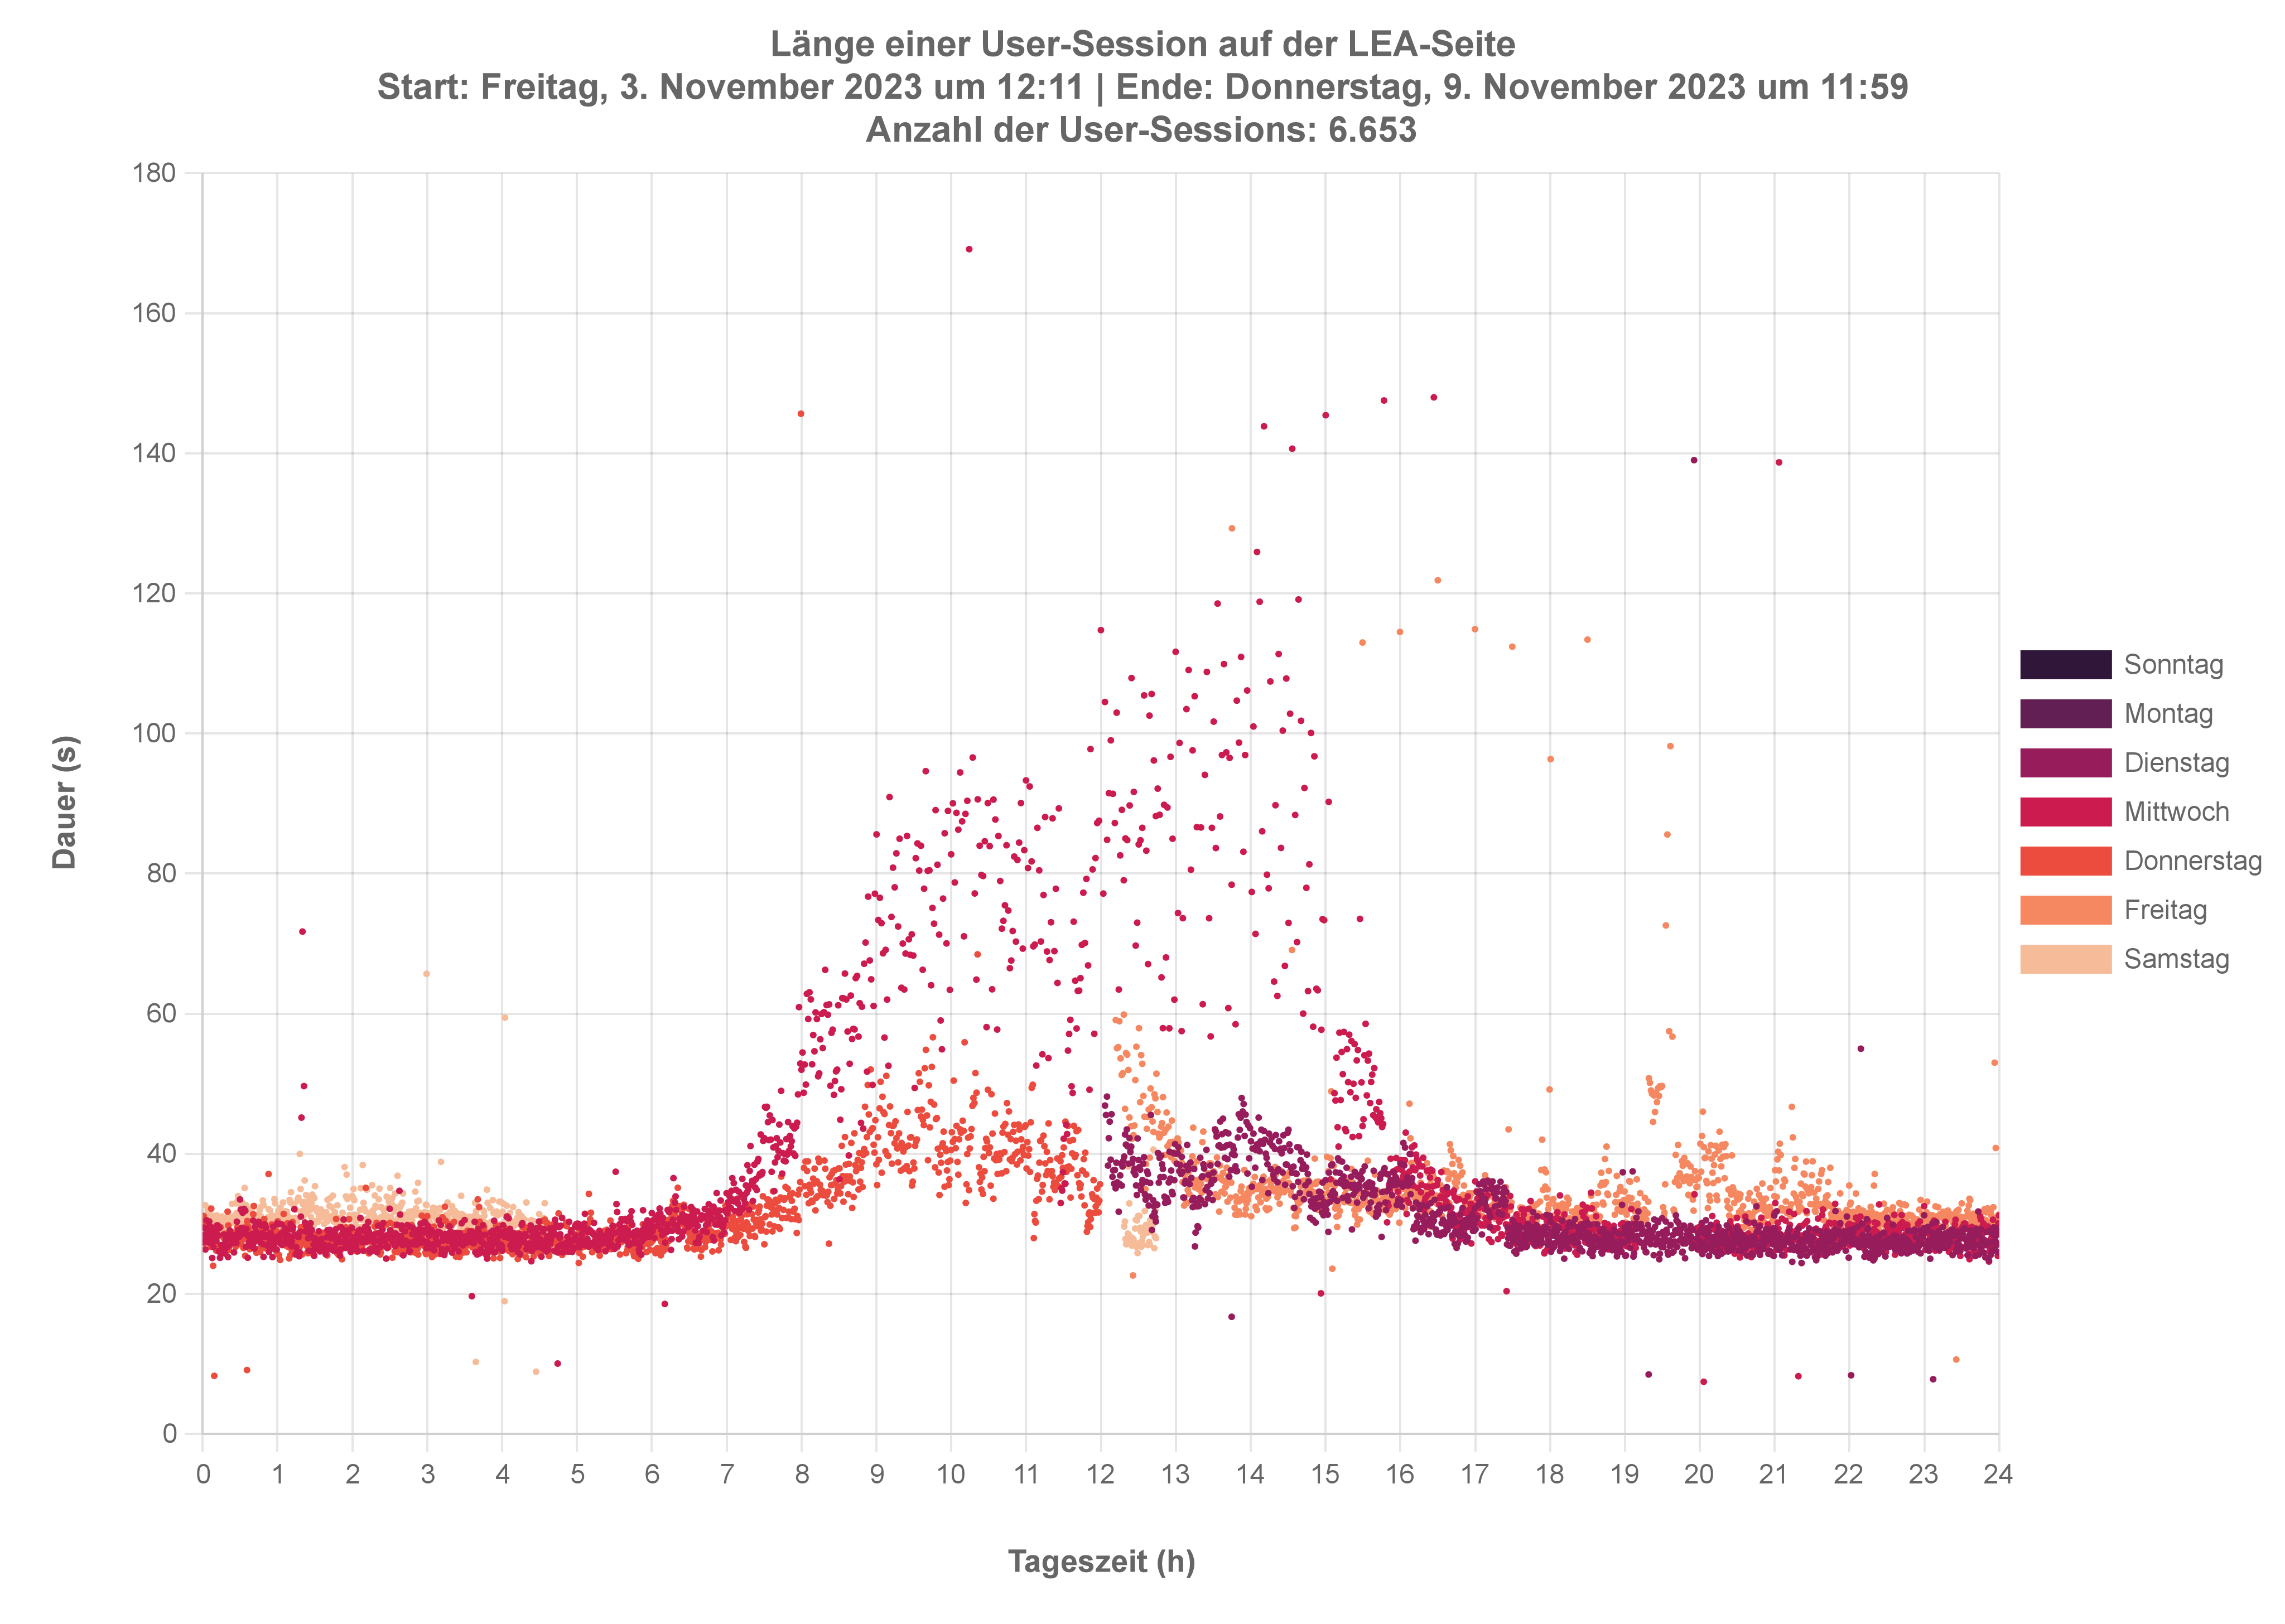 Länge einer User-Session auf der LEA-Seite
Start: Freitag, 3. November 2023 um 12:11 | Ende: Donnerstag, 9. November 2023 um 11:59
Anzahl der User-Sessions: 6.653
180
160
140
120
100
80
60
40
20
0
Dauer (s)
0 1 2 3 4 5 6 7 8 9 10 11 12 13 14 15 16 17 18 19 20 21 22 23 24
Tageszeit (h)
Sonntag
Montag
Dienstag
Mittwoch
Donnerstag
Freitag
Samstag